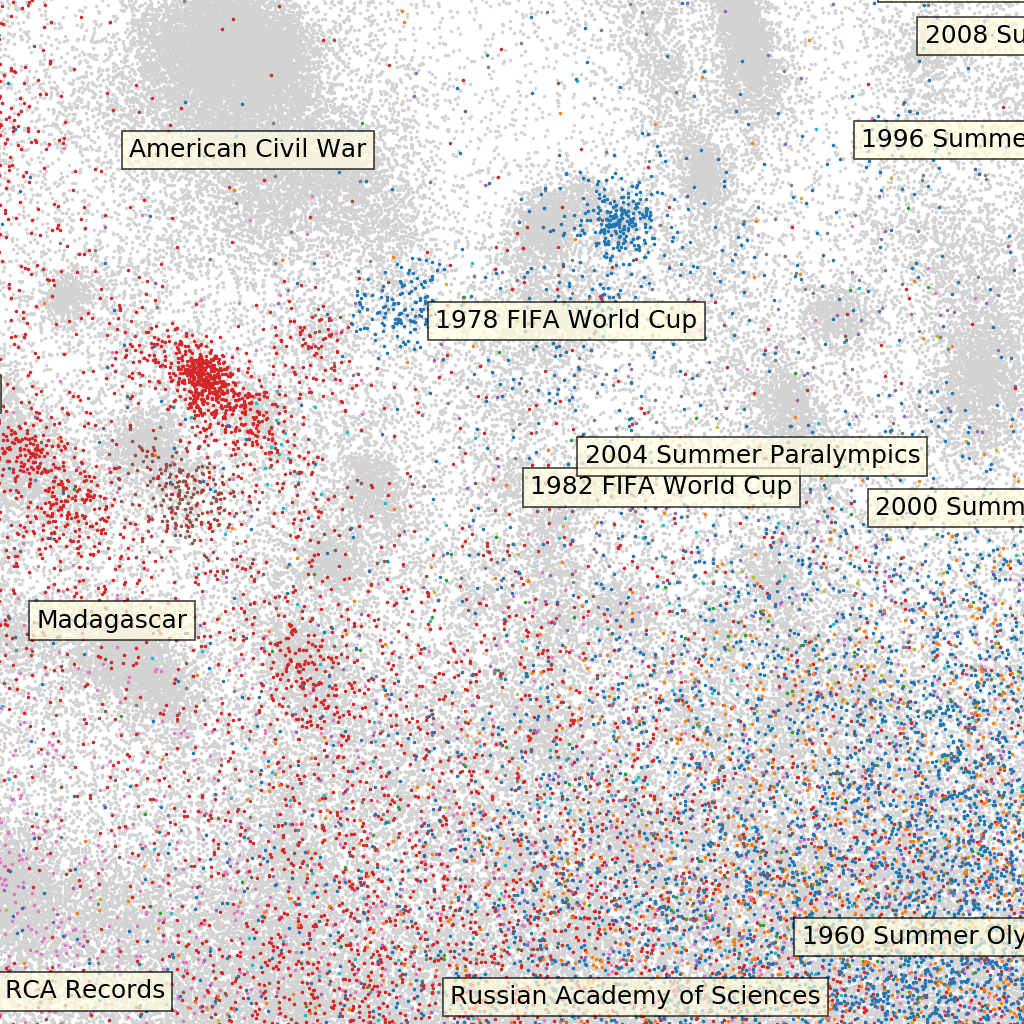 2008 Su
1996 Summe
American Civil War
1978 FIFA World Cup
2004 Summer Paralympics
1982 FIFA World Cup
2000 Summ
Madagascar
1960 Summer Oly
RCA Records
Russian Academy of Sciences